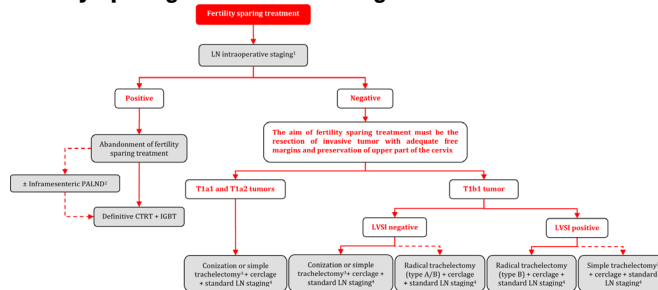 Fertility sparing treatment
LN intraoperative staging¹
Positive
Negative
Abandonment of fertility
sparing treatment
The aim of fertility sparing treatment must be the
resection of invasive tumor with adequate free
margins and preservation of upper part of the cervix
± Inframesenteric PALND²
T1a1 and T1a2 tumors
T1b1 tumor
Definitive CTRT + IGBT
LVSI negative
LVSI positive
Conization or simple
trachelectomy³ + cerclage
+ standard LN staging⁴
Conization or simple
trachelectomy³ + cerclage +
standard LN staging⁴
Radical trachelectomy
(type A/B) + cerclage
+ standard LN staging⁴
Radical trachelectomy
(type B) + cerclage +
standard LN staging⁴
Simple trachelectomy³
+ cerclage + standard
LN staging⁴